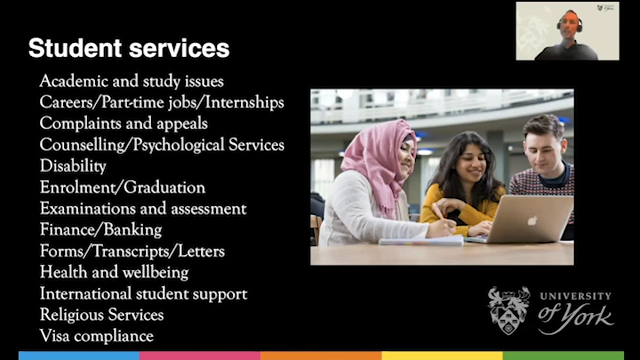 Student services
Academic and study issues
Careers/Part-time jobs/Internships
Complaints and appeals
Counselling/Psychological Services
Disability
Enrolment/Graduation
Examinations and assessment
Finance/Banking
Forms/Transcripts/Letters
Health and wellbeing
International student support
Religious Services
Visa compliance
UNIVERSITY
of York